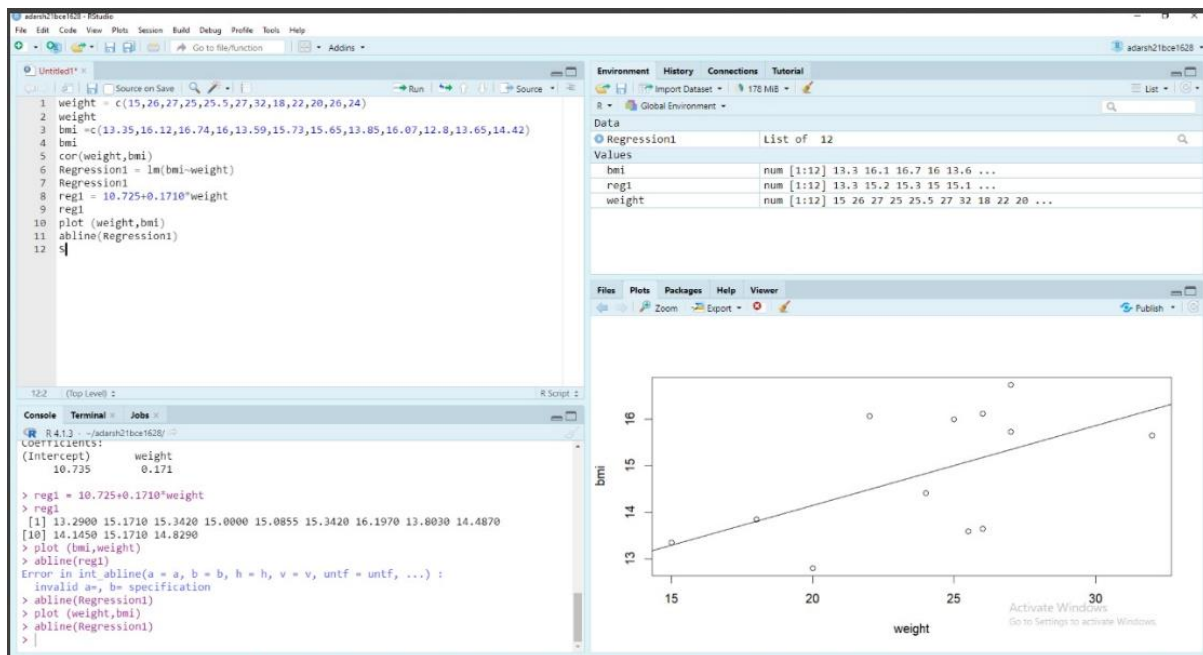 adarsh21bce1628 - RStudio
File Edit Code View Plots Session Build Debug Profile Tools Help
Go to file/function Addins adarsh21bce1628
Untitled1*
Source on Save Run Source
1 weight = c(15,26,27,25,25.5,27,32,18,22,20,26,24)
2 weight
3 bmi =c(13.35,16.12,16.74,16,13.59,15.73,15.65,13.85,16.07,12.8,13.65,14.42)
4 bmi
5 cor(weight,bmi)
6 Regression1 = lm(bmi~weight)
7 Regression1
8 reg1 = 10.725+0.1710*weight
9 reg1
10 plot (weight,bmi)
11 abline(Regression1)
12 S
12:2 (Top Level) R Script
Console Terminal Jobs
R 4.1.3 · ~/adarsh21bce1628/
Coefficients:
(Intercept) weight
10.735 0.171
> reg1 = 10.725+0.1710*weight
> reg1
[1] 13.2900 15.1710 15.3420 15.0000 15.0855 15.3420 16.1970 13.8030 14.4870
[10] 14.1450 15.1710 14.8290
> plot (bmi,weight)
> abline(reg1)
Error in int_abline(a = a, b = b, h = h, v = v, untf = untf, ...) :
invalid a=, b= specification
> abline(Regression1)
> plot (weight,bmi)
> abline(Regression1)
>
Environment History Connections Tutorial
Import Dataset 178 MiB List
R Global Environment
Data
Regression1 List of 12
Values
bmi num [1:12] 13.3 16.1 16.7 16 13.6 ...
reg1 num [1:12] 13.3 15.2 15.3 15 15.1 ...
weight num [1:12] 15 26 27 25 25.5 27 32 18 22 20 ...
Files Plots Packages Help Viewer
Zoom Export Publish
16
15
14
13
bmi
15 20 25 30
weight
Activate Windows
Go to Settings to activate Windows.